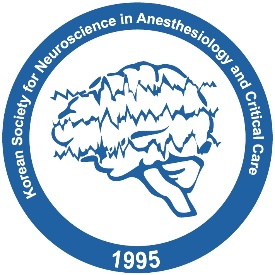 Korean Society for Neuroscience in Anesthesiology and Critical Care
1995